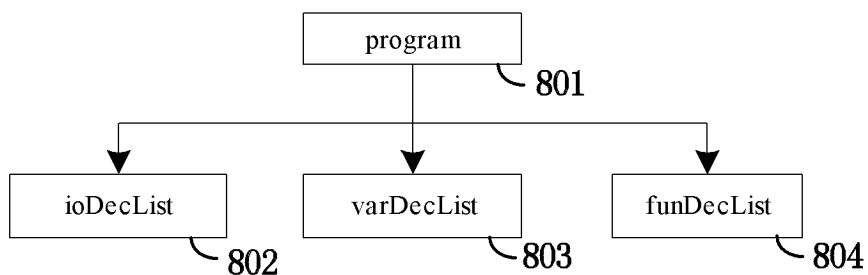 program
801
ioDecList
varDecList
funDecList
802
803
804